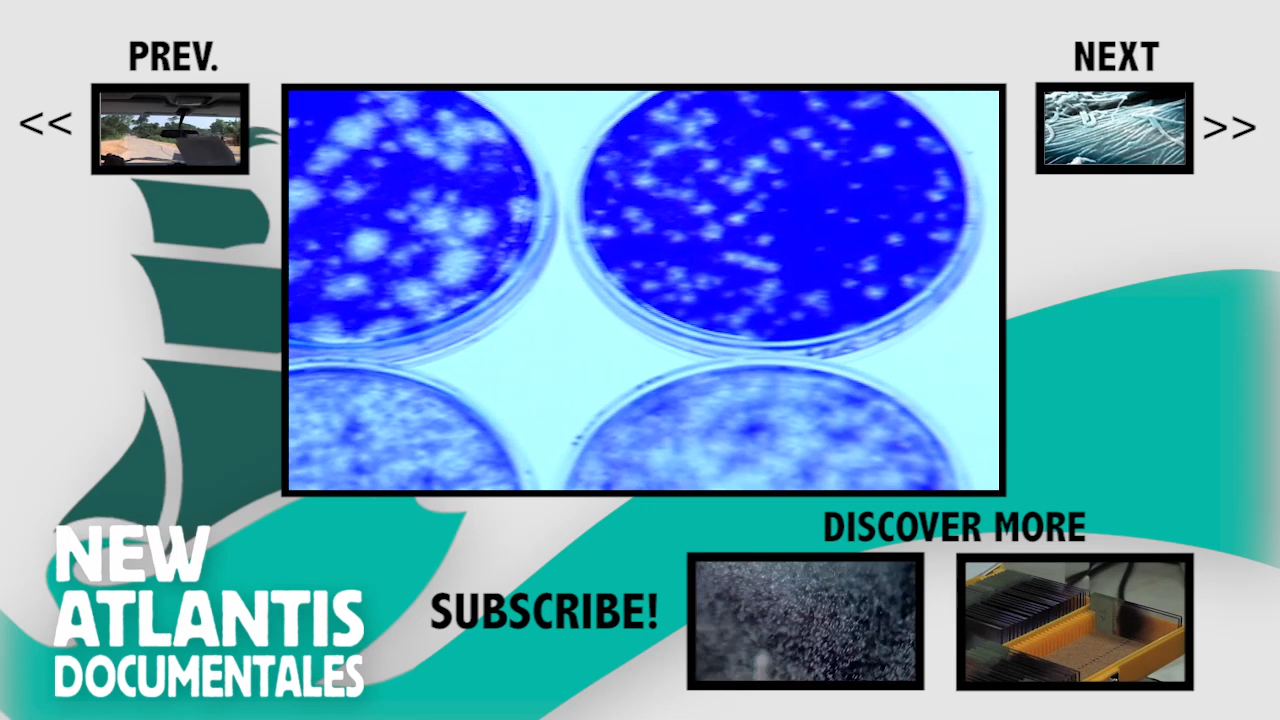 PREV.
NEXT
<<
>>
DISCOVER MORE
SUBSCRIBE!
NEW
ATLANTIS
DOCUMENTALES